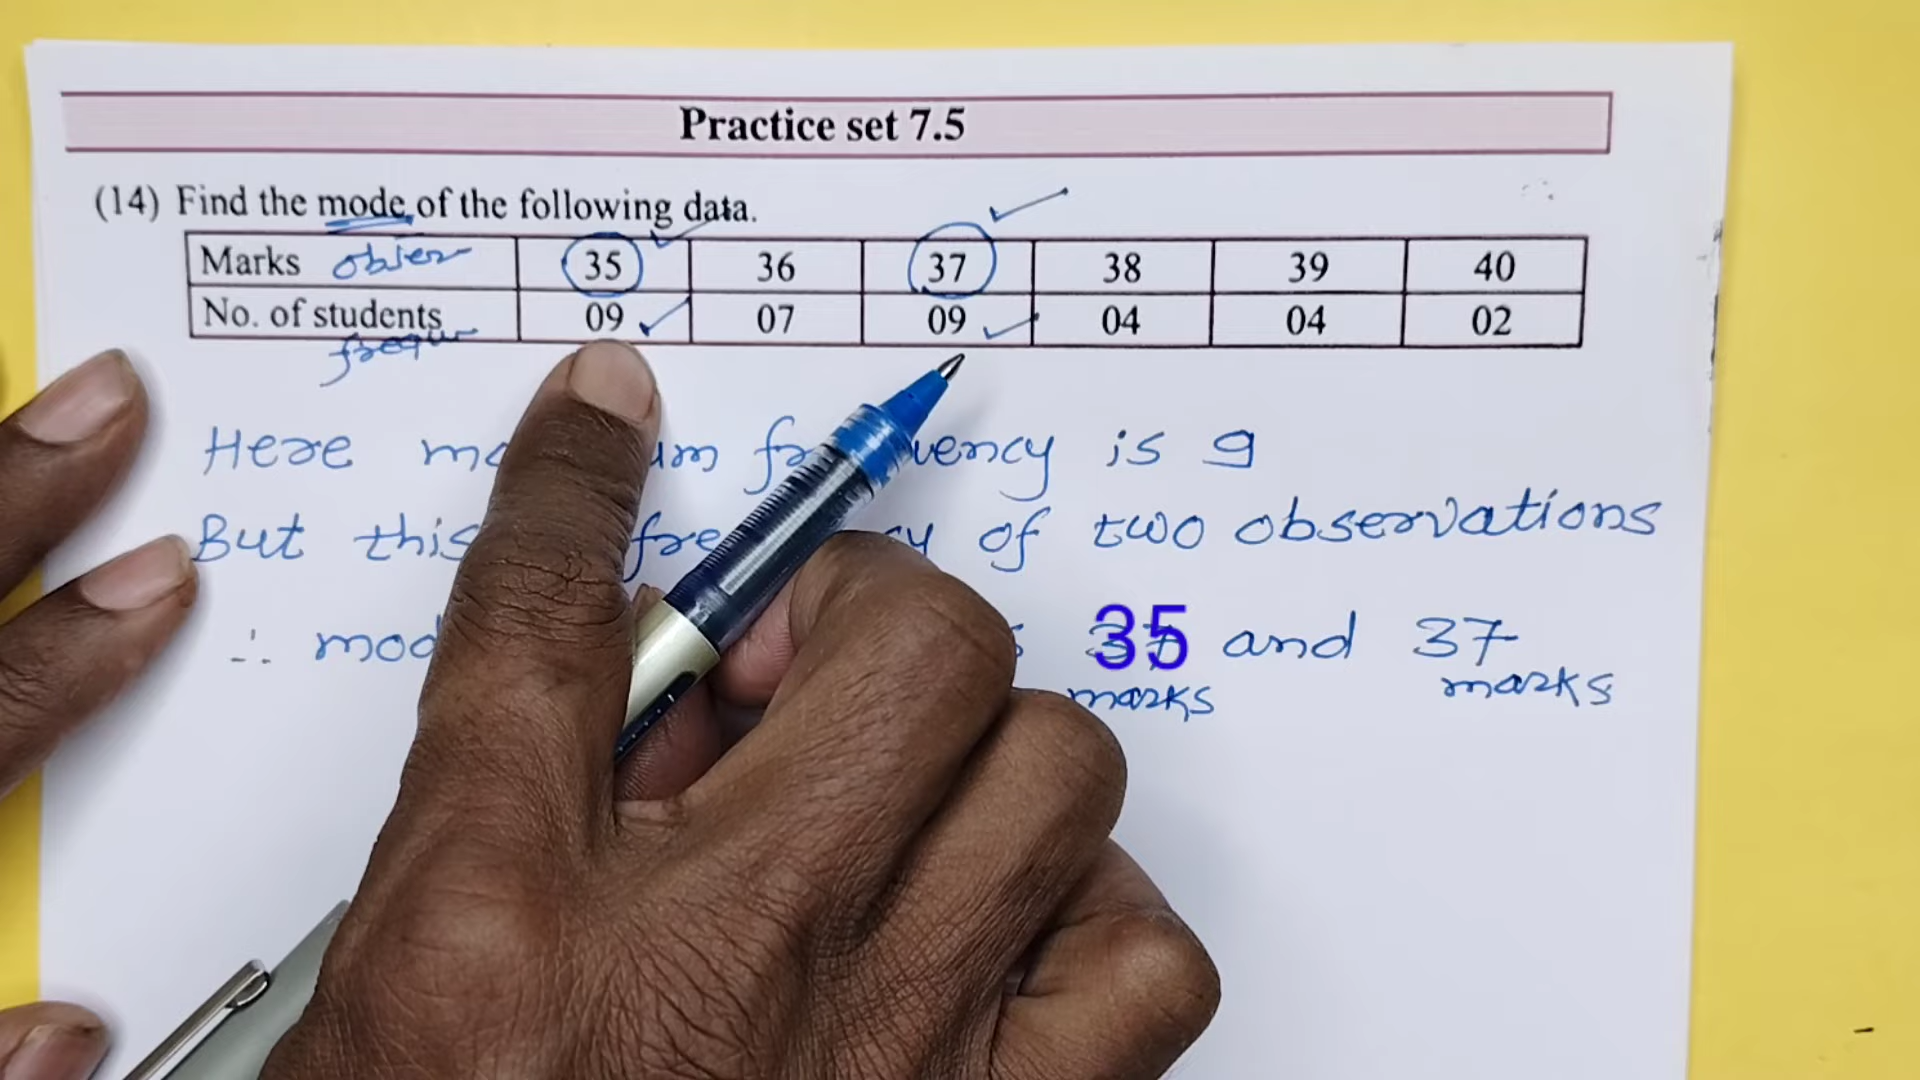 Practice set 7.5
(14) Find the mode of the following data.
Marks obser 35 36 37 38 39 40
No. of students 09 07 09 04 04 02
frequ
Here um is 9
But this of two observations
∴ 35 and 37
marks marks